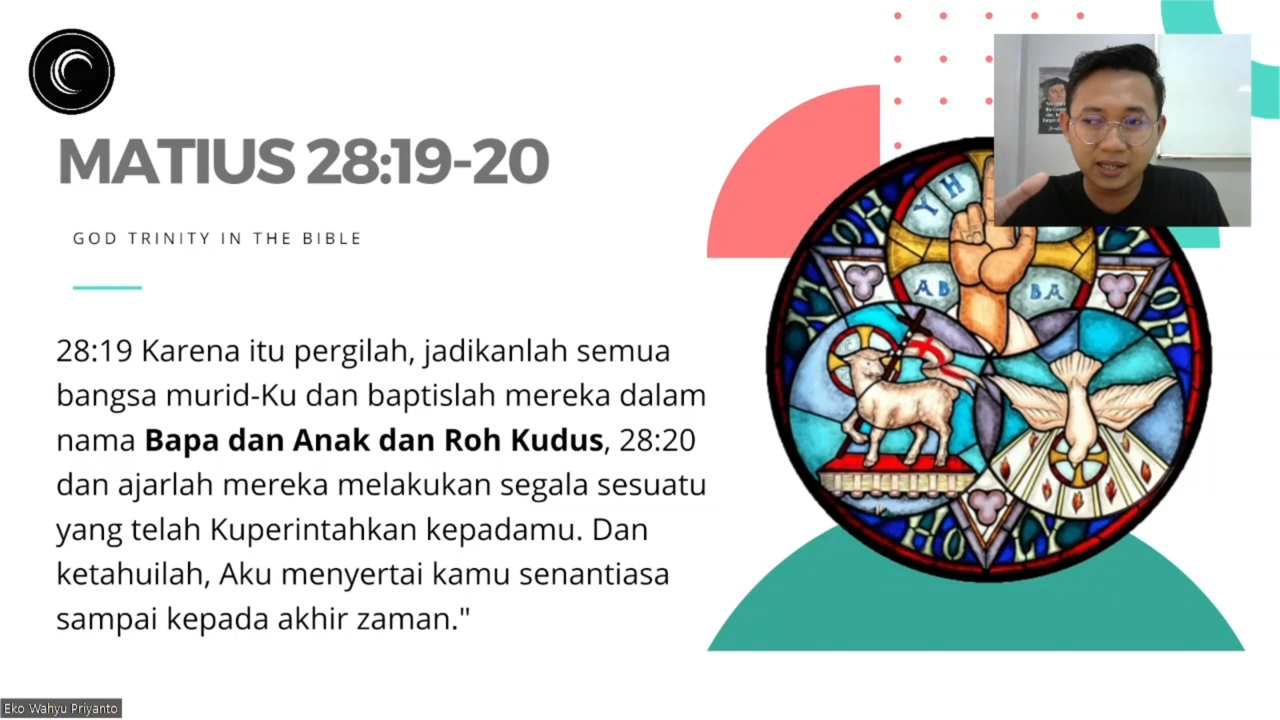 MATIUS 28:19-20
GOD TRINITY IN THE BIBLE
28:19 Karena itu pergilah, jadikanlah semua
bangsa murid-Ku dan baptislah mereka dalam
nama Bapa dan Anak dan Roh Kudus, 28:20
dan ajarlah mereka melakukan segala sesuatu
yang telah Kuperintahkan kepadamu. Dan
ketahuilah, Aku menyertai kamu senantiasa
sampai kepada akhir zaman."
YH
AB BA
Eko Wahyu Priyanto